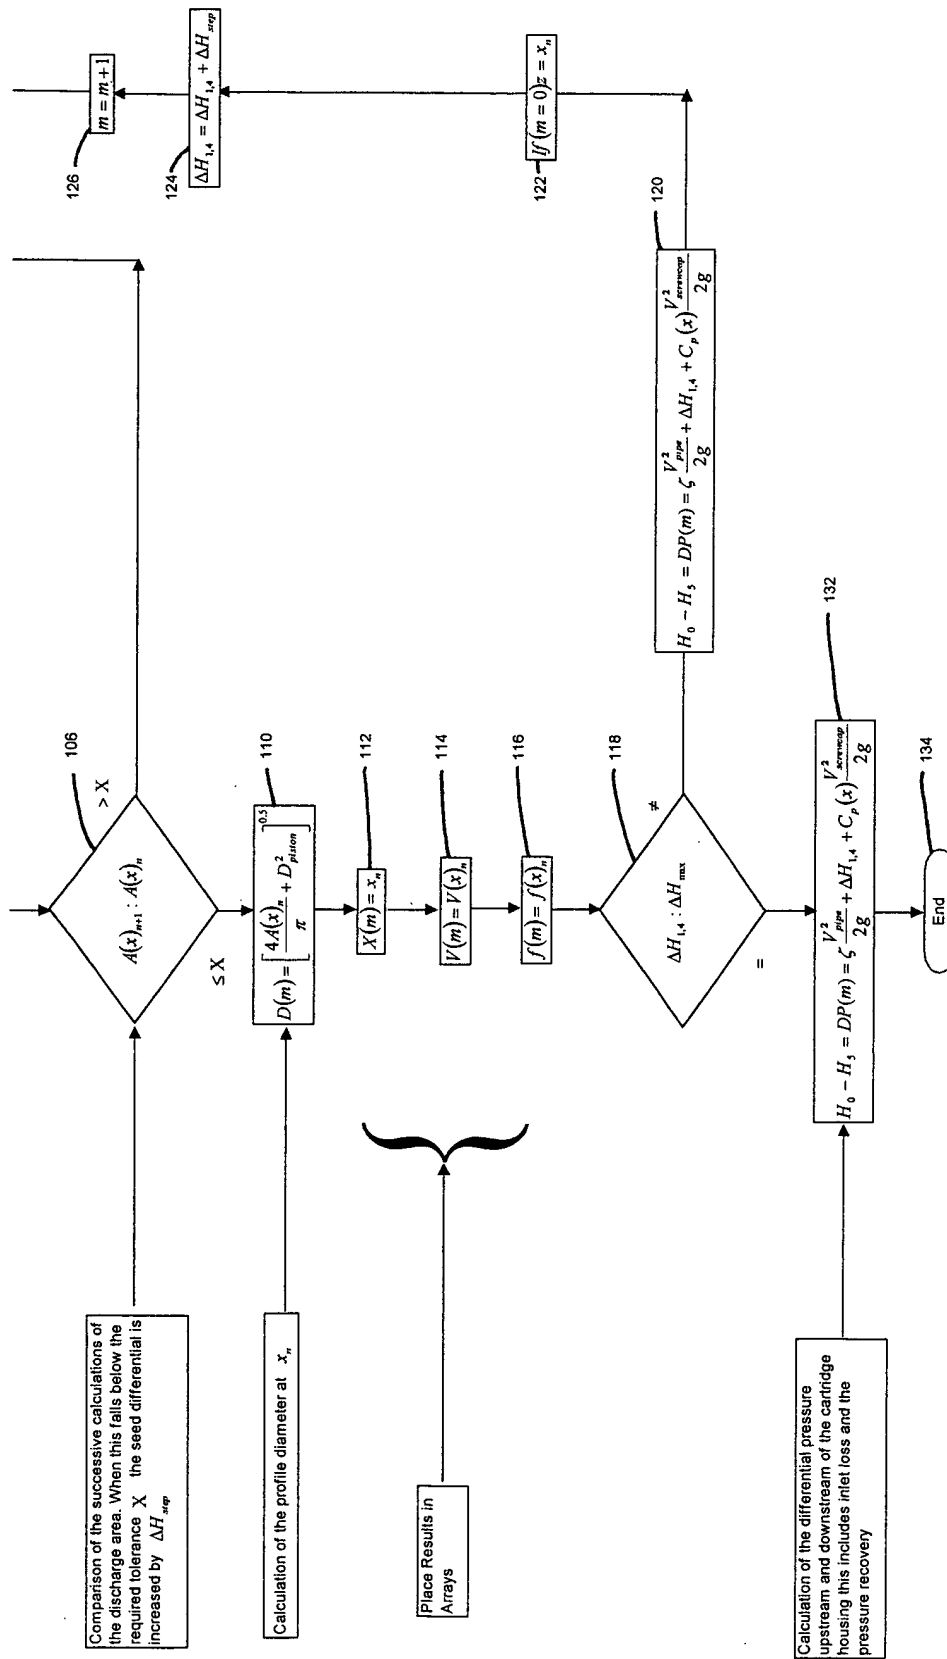 Comparison of the successive calculations of
the discharge area. When this falls below the
required tolerance X the seed differential is
increased by ΔH_step
A(x)_{n+1} : A(x)_n
106
> X
≤ X
Calculation of the profile diameter at x_n
D(m) = [4A(x)_n / π + D²_piston]^0.5
110
X(m) = x_n
112
V(m) = V(x)_n
114
f(m) = f(x)_n
116
Place Results in
Arrays
ΔH_{1,4} : ΔH_max
118
≠
=
H_0 − H_5 = DP(m) = ζ V²_pipe / 2g + ΔH_{1,4} + C_p(x) V²_screwcap / 2g
120
If (m = 0) z = x_n
122
ΔH_{1,4} = ΔH_{1,4} + ΔH_step
124
m = m + 1
126
Calculation of the differential pressure
upstream and downstream of the cartridge
housing this includes inlet loss and the
pressure recovery
H_0 − H_5 = DP(m) = ζ V²_pipe / 2g + ΔH_{1,4} + C_p(x) V²_screwcap / 2g
132
End
134